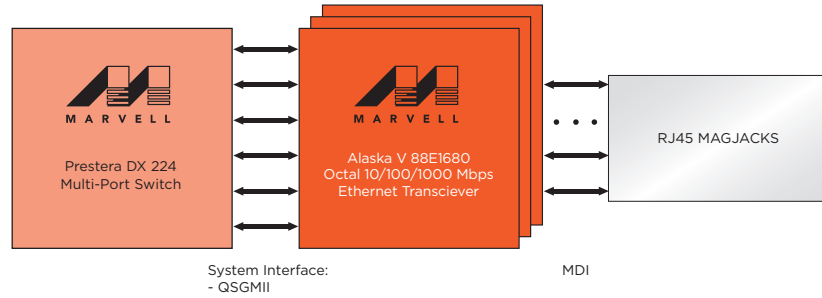 MARVELL
Prestera DX 224
Multi-Port Switch
MARVELL
Alaska V 88E1680
Octal 10/100/1000 Mbps
Ethernet Transciever
RJ45 MAGJACKS
System Interface:
- QSGMII
MDI